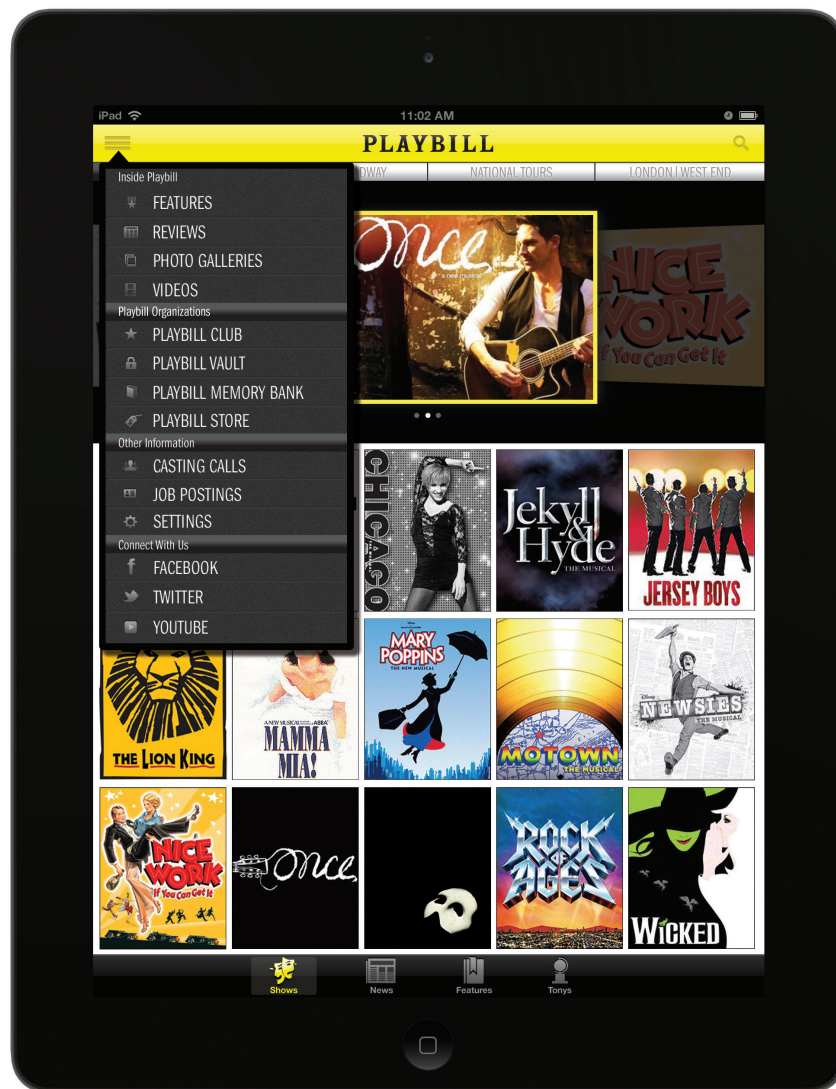 iPad
11:02 AM
PLAYBILL
DWAY
NATIONAL TOURS
LONDON | WEST END
Inside Playbill
FEATURES
REVIEWS
PHOTO GALLERIES
VIDEOS
Playbill Organizations
PLAYBILL CLUB
PLAYBILL VAULT
PLAYBILL MEMORY BANK
PLAYBILL STORE
Other Information
CASTING CALLS
JOB POSTINGS
SETTINGS
Connect With Us
FACEBOOK
TWITTER
YOUTUBE
once
a new musical
NICE
WORK
If You Can Get It
CHICAGO
THE MUSICAL
Jekyll
&
Hyde
THE MUSICAL
JERSEY BOYS
THE LION KING
A NEW MUSICAL ABBA®
MAMMA
MIA!
Disney
MARY
POPPINS
THE NEW MUSICAL
MOTOWN
THE MUSICAL
Disney
NEWSIES
THE MUSICAL
NICE
WORK
If You Can Get It
once
ROCK
OF
AGES
WICKED
Shows
News
Features
Tonys